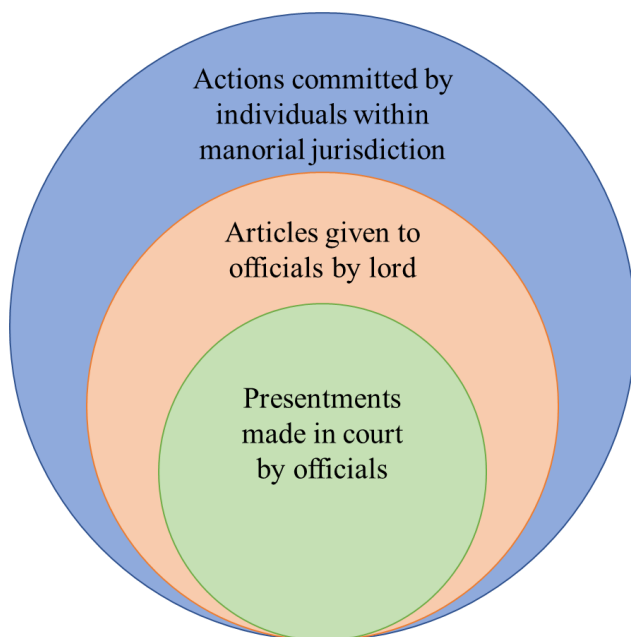 Actions committed by
individuals within
manorial jurisdiction
Articles given to
officials by lord
Presentments
made in court
by officials